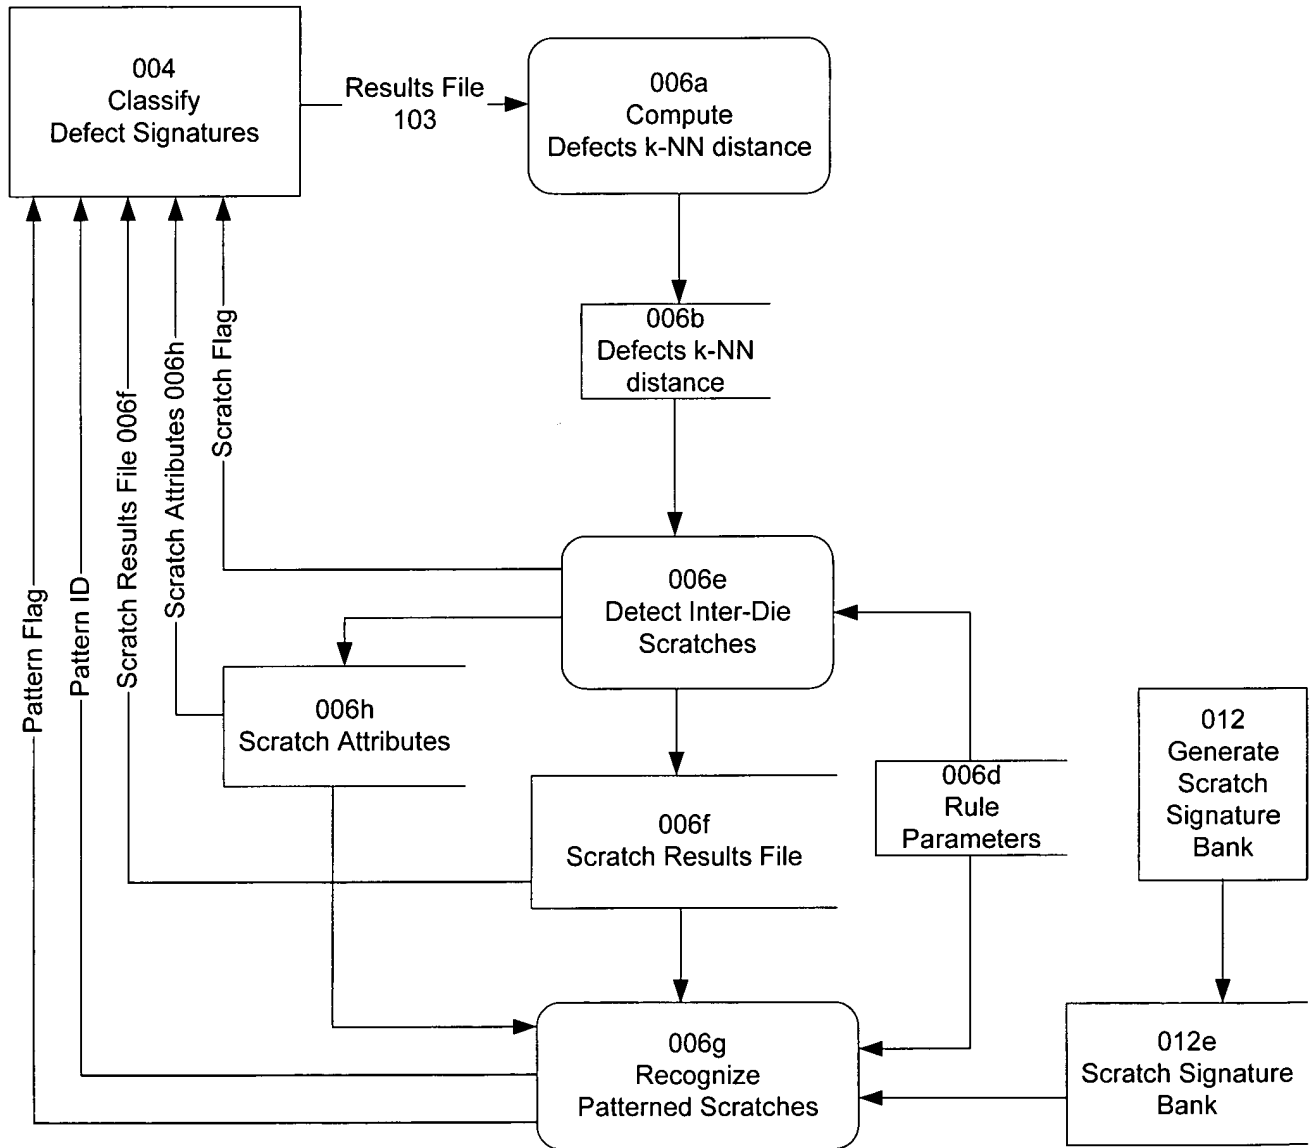 004
Classify
Defect Signatures
Results File
103
006a
Compute
Defects k-NN distance
006b
Defects k-NN
distance
Pattern Flag
Pattern ID
Scratch Results File 006f
Scratch Attributes 006h
Scratch Flag
006e
Detect Inter-Die
Scratches
006h
Scratch Attributes
006f
Scratch Results File
006d
Rule
Parameters
012
Generate
Scratch
Signature
Bank
006g
Recognize
Patterned Scratches
012e
Scratch Signature
Bank